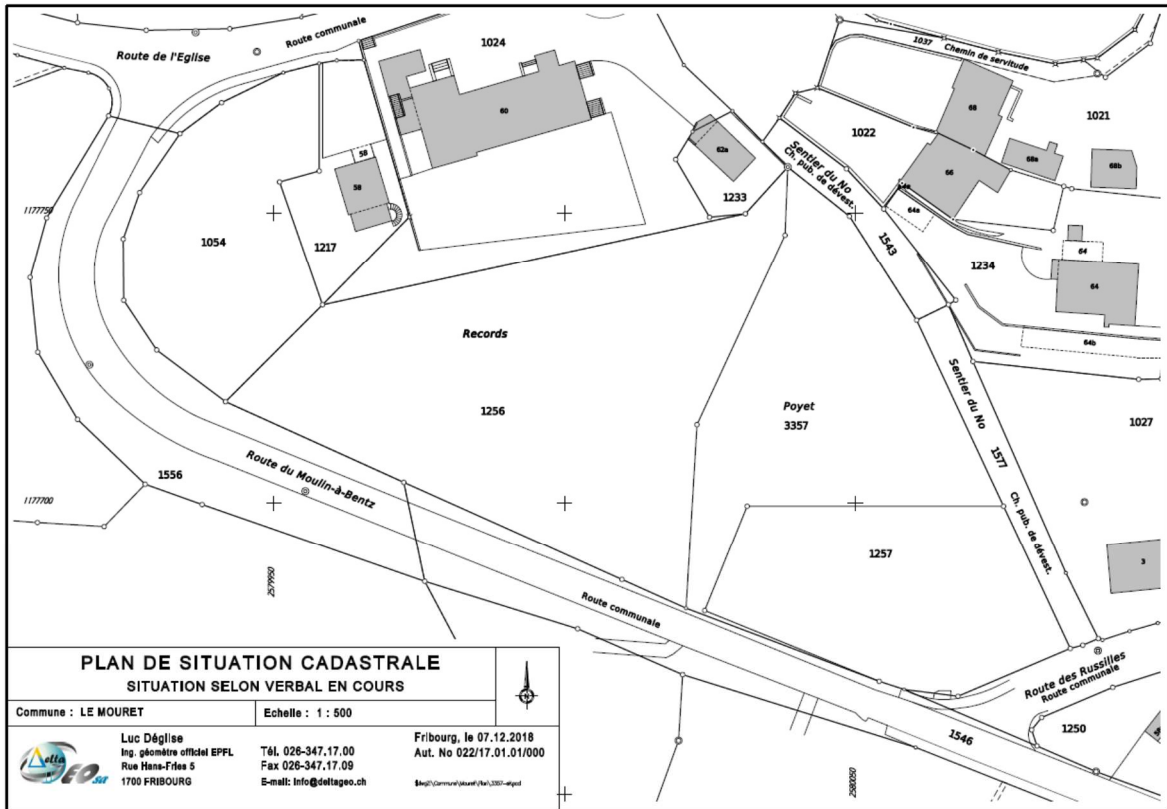 Route de l'Eglise
Route communale
1024
60
1037 Chemin de servitude
68
1021
1022
62a
58
58
Sentier du No
Ch. pub. de dévest.
66
68a
68b
1233
64a
1177750
1054
1217
1543
1234
64
64
64b
Records
Sentier du No
1256
Poyet
3357
1027
Route du Moulin-à-Bentz
1556
1577
1177700
Ch. pub. de dévest.
1257
3
2579950
Route communale
Route des Russilles
Route communale
1250
1546
2580050
PLAN DE SITUATION CADASTRALE
SITUATION SELON VERBAL EN COURS
Commune : LE MOURET
Echelle : 1 : 500
Delta GEO sa
Luc Déglise
Ing. géomètre officiel EPFL
Rue Hans-Fries 5
1700 FRIBOURG
Tél. 026-347.17.00
Fax 026-347.17.09
E-mail: info@deltageo.ch
Fribourg, le 07.12.2018
Aut. No 022/17.01.01/000